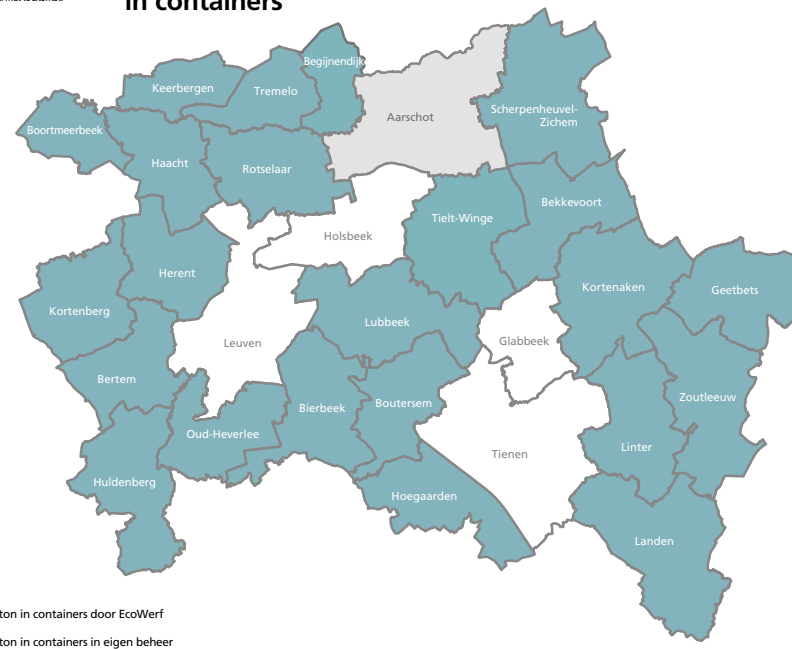 in containers
Begijnendijk
Keerbergen
Tremelo
Scherpenheuvel-
Zichem
Aarschot
Boortmeerbeek
Haacht
Rotselaar
Bekkevoort
Tielt-Winge
Holsbeek
Herent
Kortenaken
Geetbets
Kortenberg
Lubbeek
Leuven
Glabbeek
Bertem
Zoutleeuw
Bierbeek
Boutersem
Oud-Heverlee
Linter
Tienen
Huldenberg
Hoegaarden
Landen
ton in containers door EcoWerf
ton in containers in eigen beheer